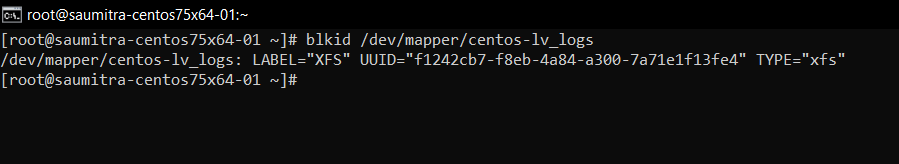 root@saumitra-centos75x64-01:~
[root@saumitra-centos75x64-01 ~]# blkid /dev/mapper/centos-lv_logs
/dev/mapper/centos-lv_logs: LABEL="XFS" UUID="f1242cb7-f8eb-4a84-a300-7a71e1f13fe4" TYPE="xfs"
[root@saumitra-centos75x64-01 ~]#